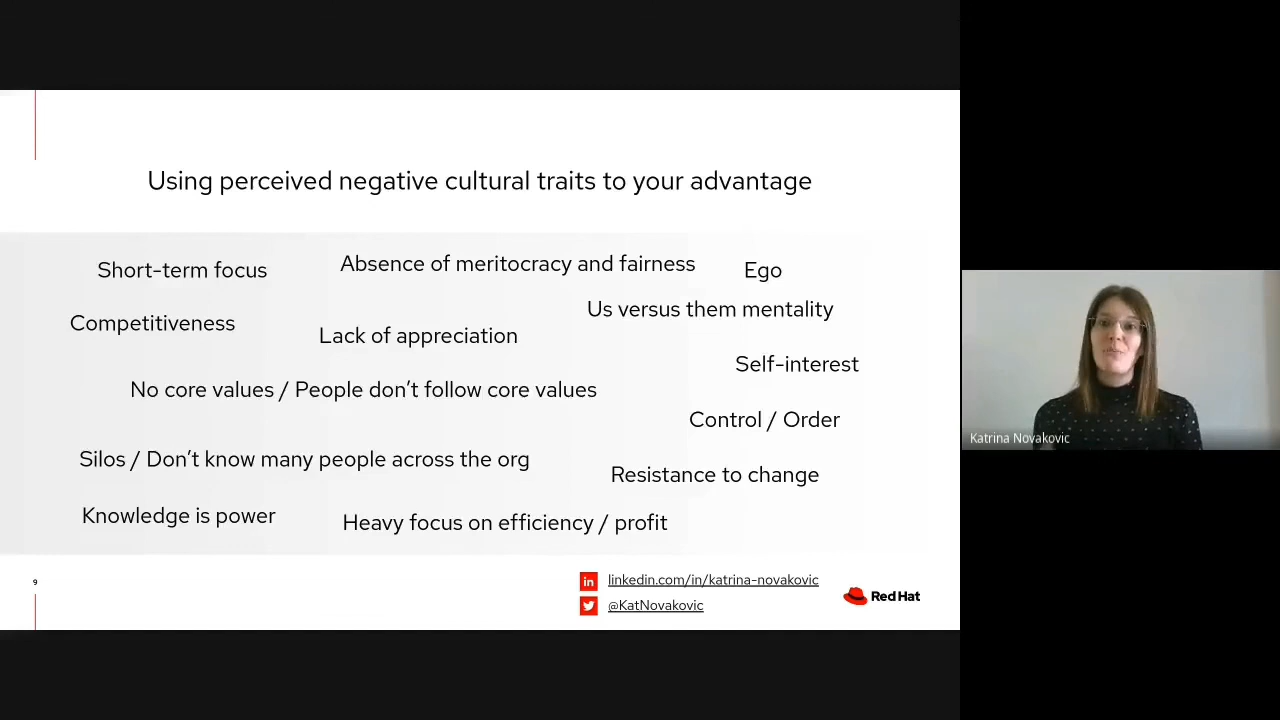 Using perceived negative cultural traits to your advantage
Short-term focus
Absence of meritocracy and fairness
Ego
Competitiveness
Lack of appreciation
Us versus them mentality
Self-interest
No core values / People don’t follow core values
Control / Order
Silos / Don’t know many people across the org
Resistance to change
Knowledge is power
Heavy focus on efficiency / profit
9
in linkedin.com/in/katrina-novakovic
@KatNovakovic
Red Hat
Katrina Novakovic